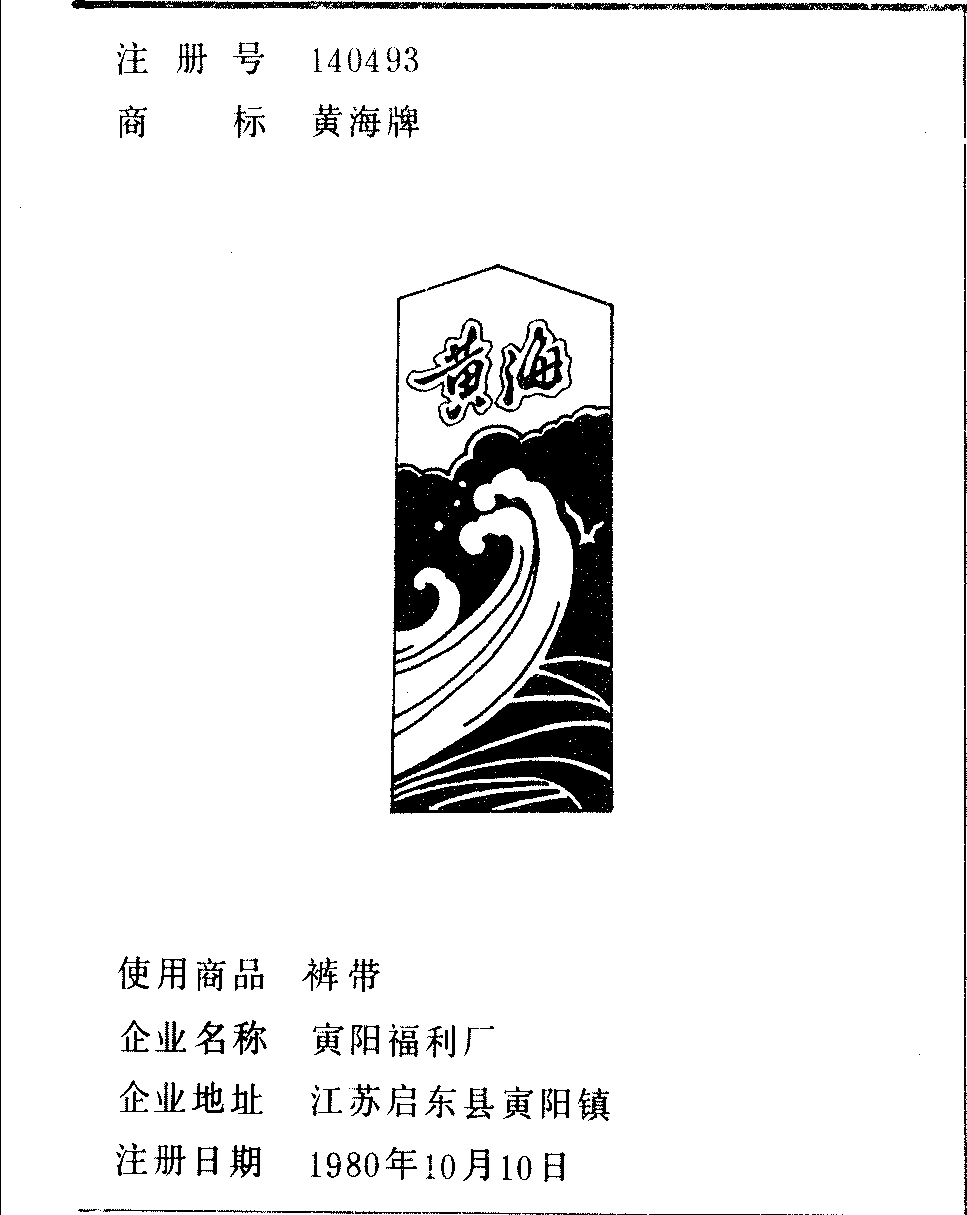 注册号 140493
商标 黄海牌
黄海
使用商品 裤带
企业名称 寅阳福利厂
企业地址 江苏启东县寅阳镇
注册日期 1980年10月10日